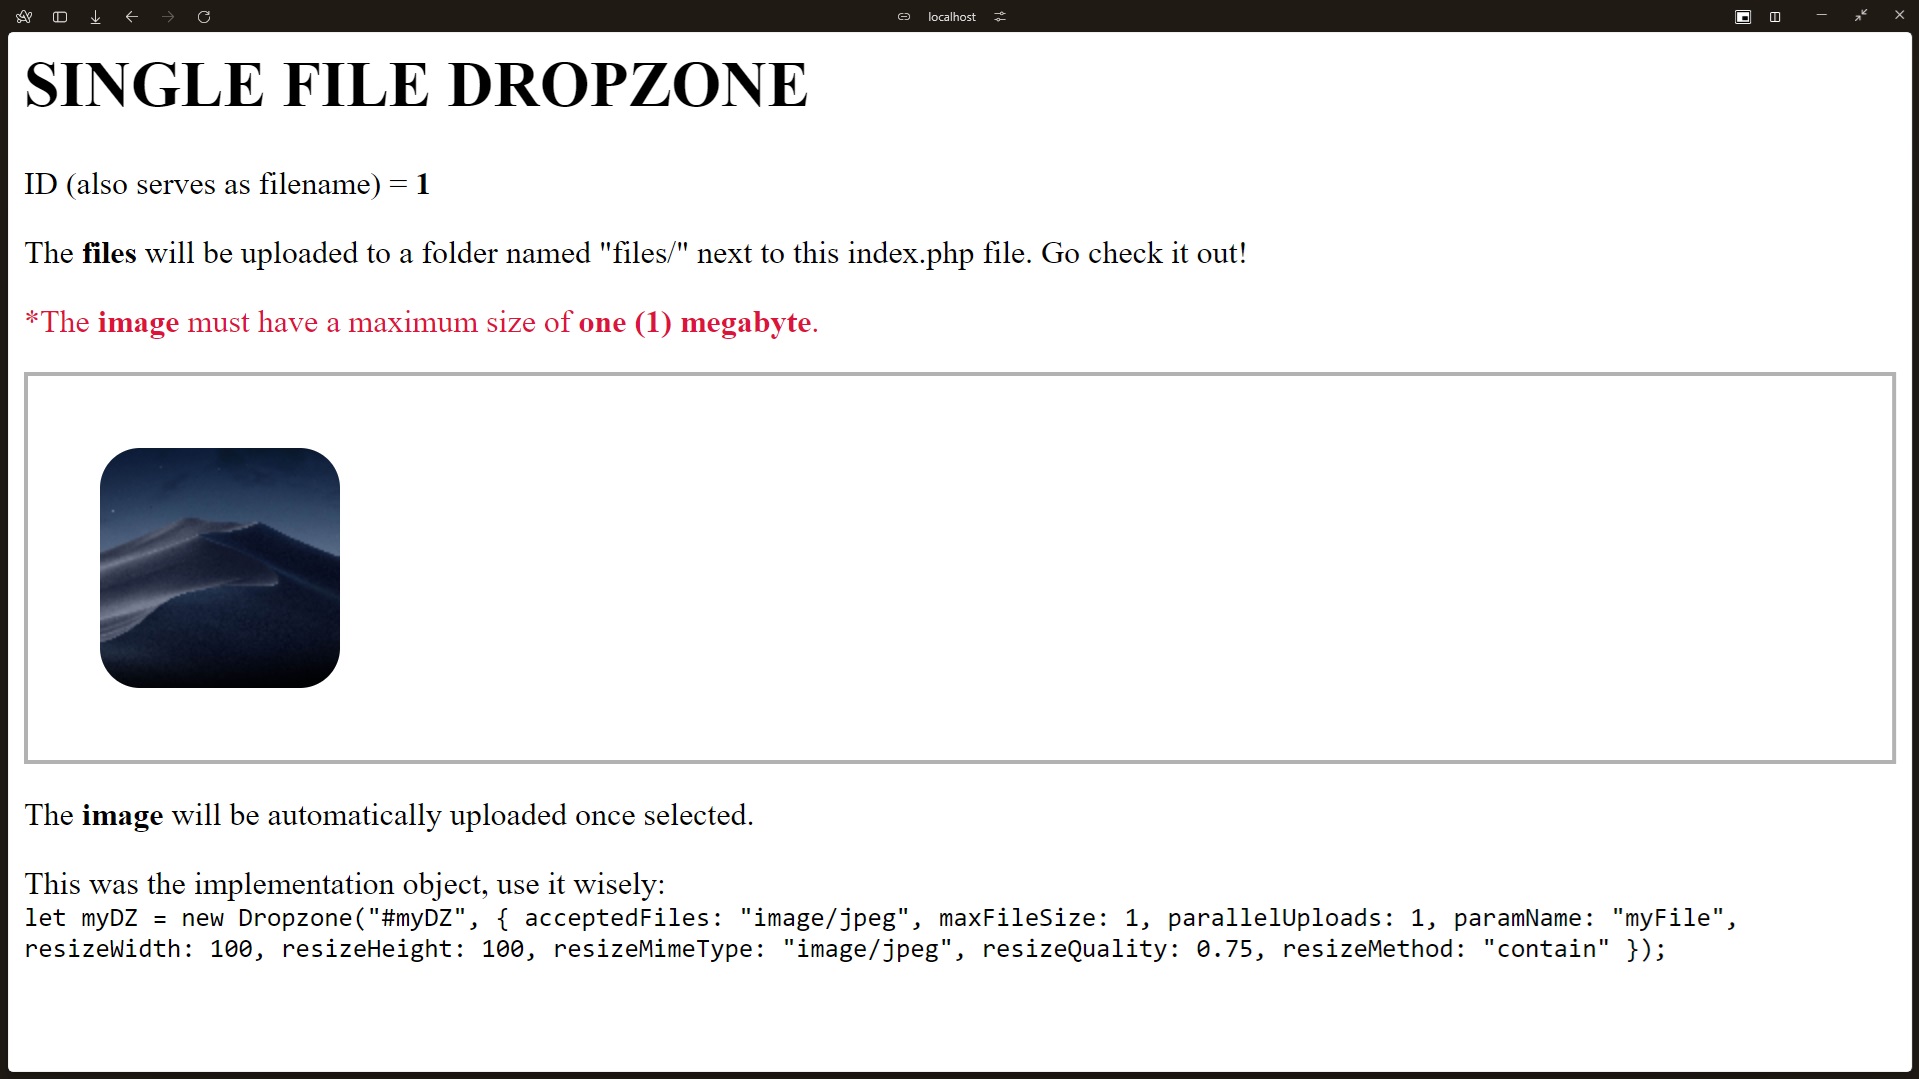 localhost
SINGLE FILE DROPZONE
ID (also serves as filename) = 1
The files will be uploaded to a folder named "files/" next to this index.php file. Go check it out!
*The image must have a maximum size of one (1) megabyte.
The image will be automatically uploaded once selected.
This was the implementation object, use it wisely:
let myDZ = new Dropzone("#myDZ", { acceptedFiles: "image/jpeg", maxFileSize: 1, parallelUploads: 1, paramName: "myFile",
resizeWidth: 100, resizeHeight: 100, resizeMimeType: "image/jpeg", resizeQuality: 0.75, resizeMethod: "contain" });